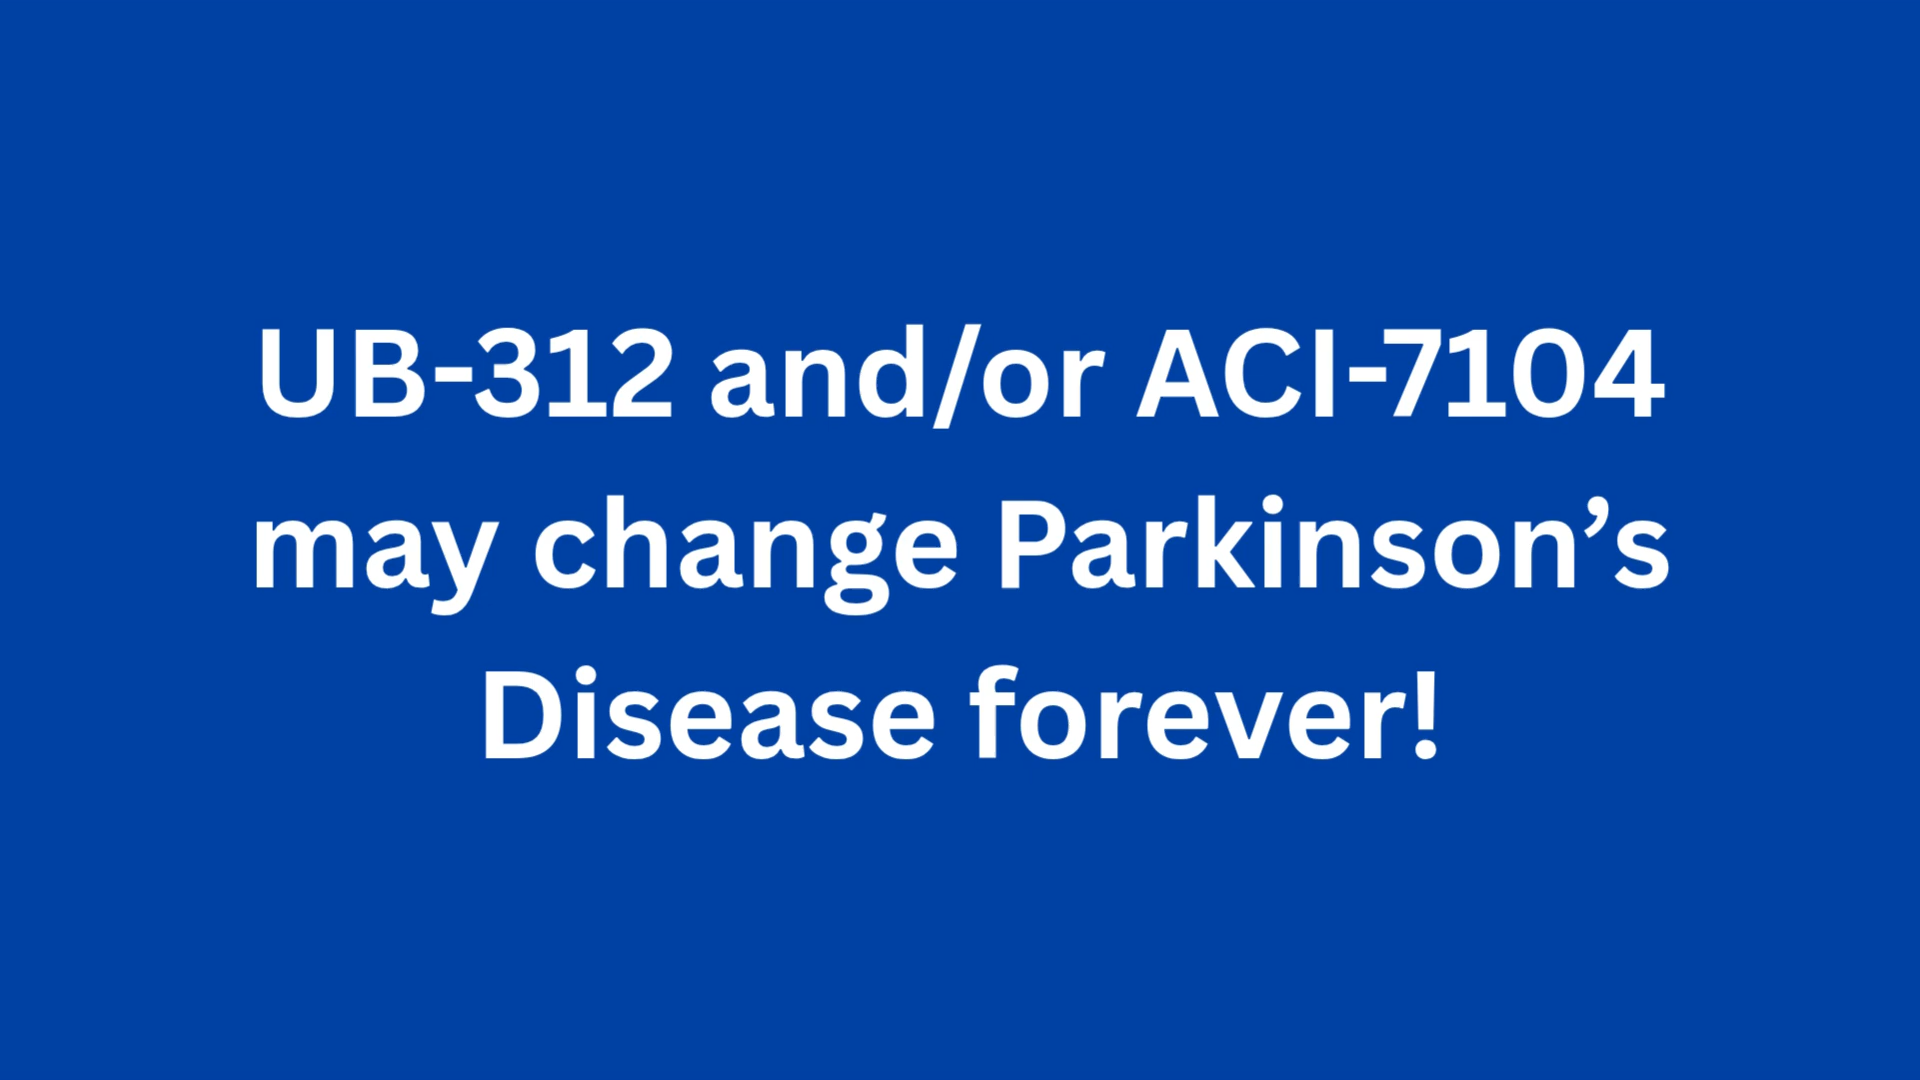 UB-312 and/or ACI-7104
may change Parkinson’s
Disease forever!